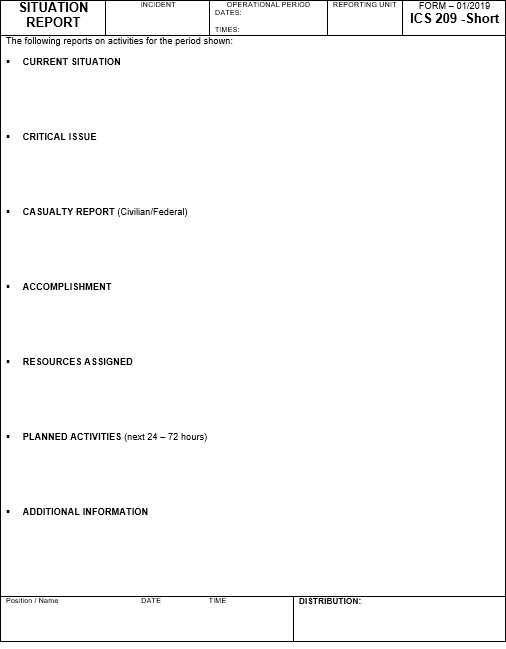 SITUATION
REPORT
INCIDENT
OPERATIONAL PERIOD
DATES:
TIMES:
REPORTING UNIT
FORM – 01/2019
ICS 209 -Short
The following reports on activities for the period shown:
▪ CURRENT SITUATION
▪ CRITICAL ISSUE
▪ CASUALTY REPORT (Civilian/Federal)
▪ ACCOMPLISHMENT
▪ RESOURCES ASSIGNED
▪ PLANNED ACTIVITIES (next 24 – 72 hours)
▪ ADDITIONAL INFORMATION
Position / Name DATE TIME
DISTRIBUTION: